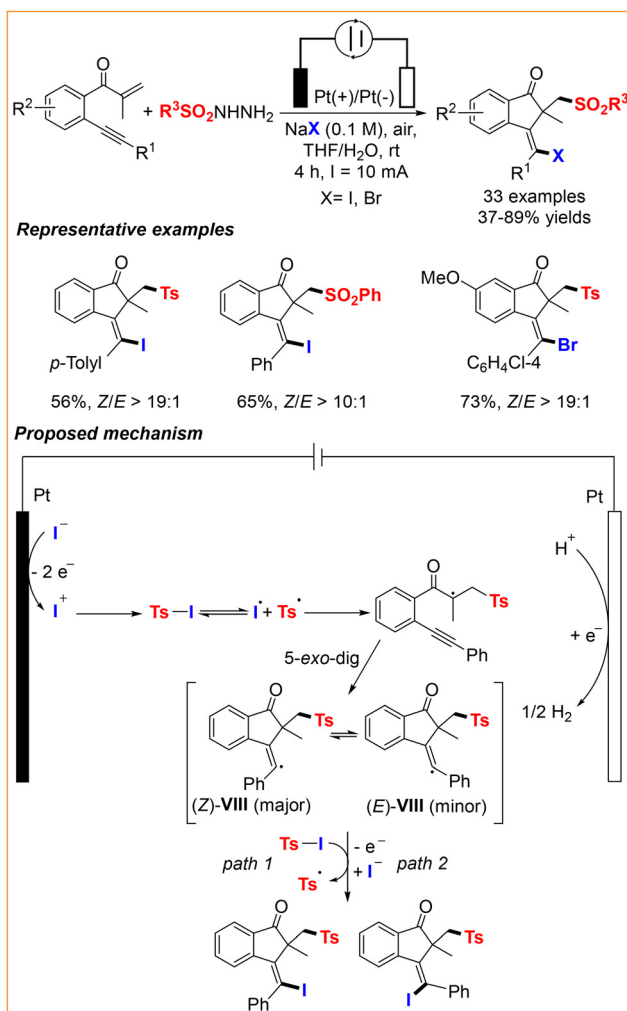 O
R²
R¹
+ R³SO₂NHNH₂
Pt(+)/Pt(-)
NaX (0.1 M), air,
THF/H₂O, rt
4 h, I = 10 mA
X= I, Br
O
SO₂R³
R²
X
R¹
33 examples
37-89% yields
Representative examples
O
Ts
I
p-Tolyl
56%, Z/E > 19:1
O
SO₂Ph
I
Ph
65%, Z/E > 10:1
O
MeO
Ts
Br
C₆H₄Cl-4
73%, Z/E > 19:1
Proposed mechanism
Pt
Pt
I⁻
- 2 e⁻
I⁺
Ts–I
I• + Ts•
O
Ts
Ph
H⁺
+ e⁻
1/2 H₂
5-exo-dig
O
Ts
Ph
(Z)-VIII (major)
O
Ts
Ph
(E)-VIII (minor)
Ts–I
- e⁻
path 1
+ I⁻
path 2
Ts•
O
Ts
I
Ph
O
Ts
I
Ph